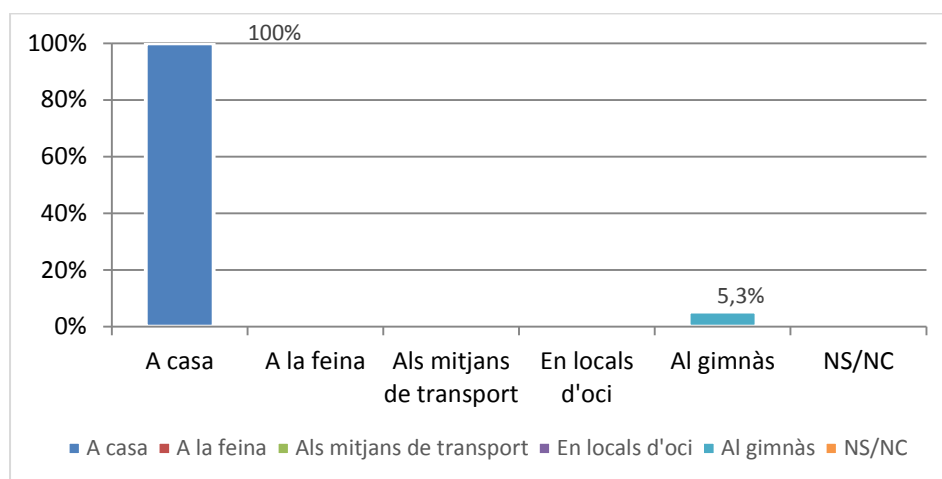 100%
100%
80%
60%
40%
20%
5,3%
0%
A casa
A la feina
Als mitjans
de transport
En locals
d'oci
Al gimnàs
NS/NC
A casa
A la feina
Als mitjans de transport
En locals d'oci
Al gimnàs
NS/NC